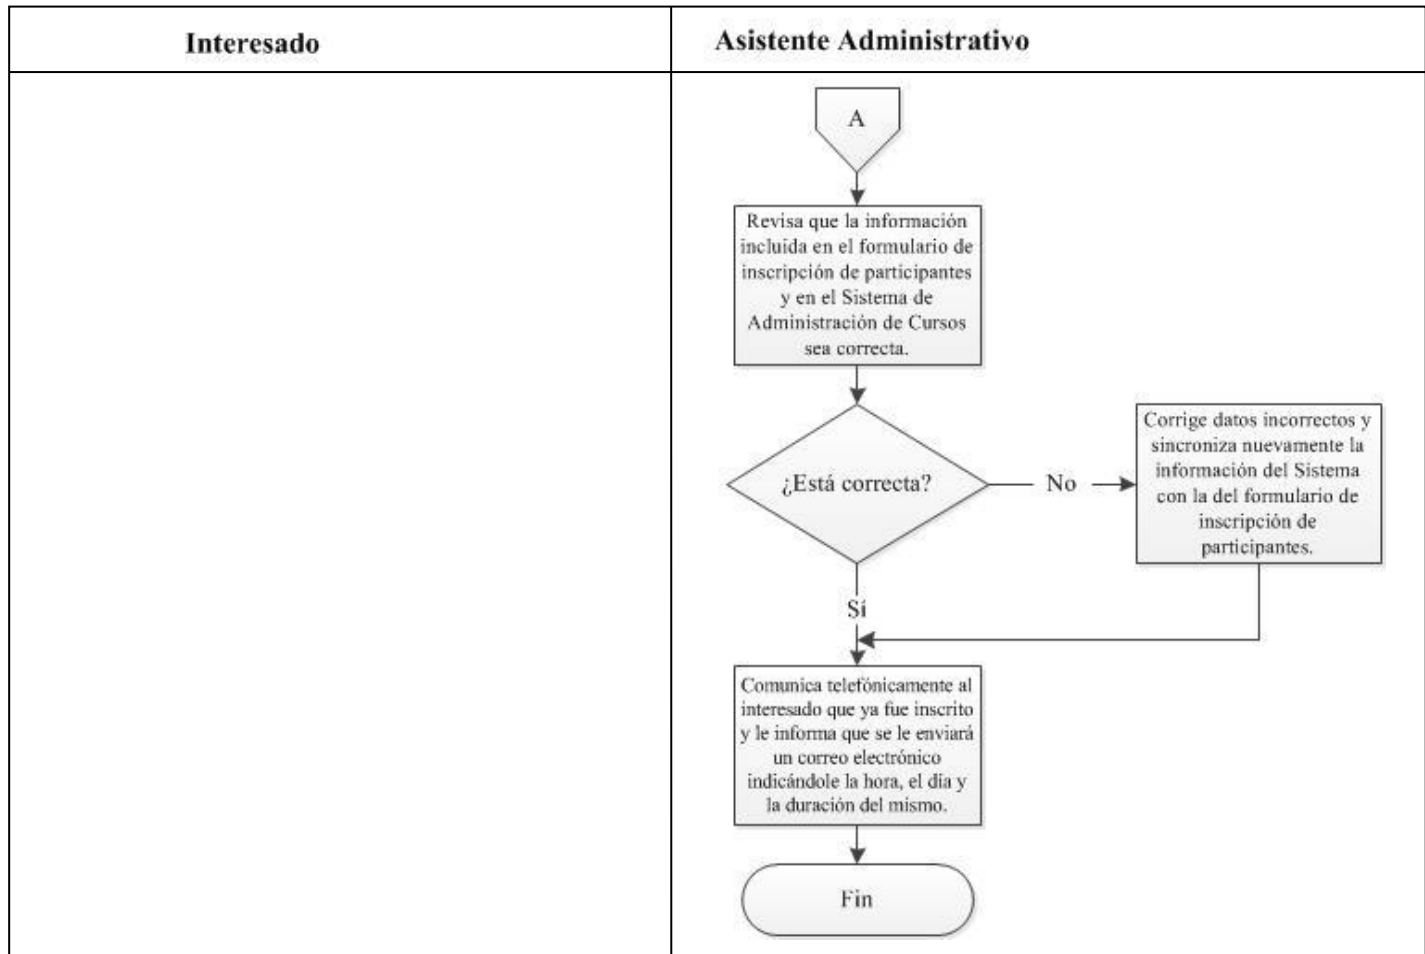 Interesado
Asistente Administrativo
A
Revisa que la información
incluida en el formulario de
inscripción de participantes
y en el Sistema de
Administración de Cursos
sea correcta.
¿Está correcta?
No
Corrige datos incorrectos y
sincroniza nuevamente la
información del Sistema
con la del formulario de
inscripción de
participantes.
Sí
Comunica telefónicamente al
interesado que ya fue inscrito
y le informa que se le enviará
un correo electrónico
indicándole la hora, el día y
la duración del mismo.
Fin